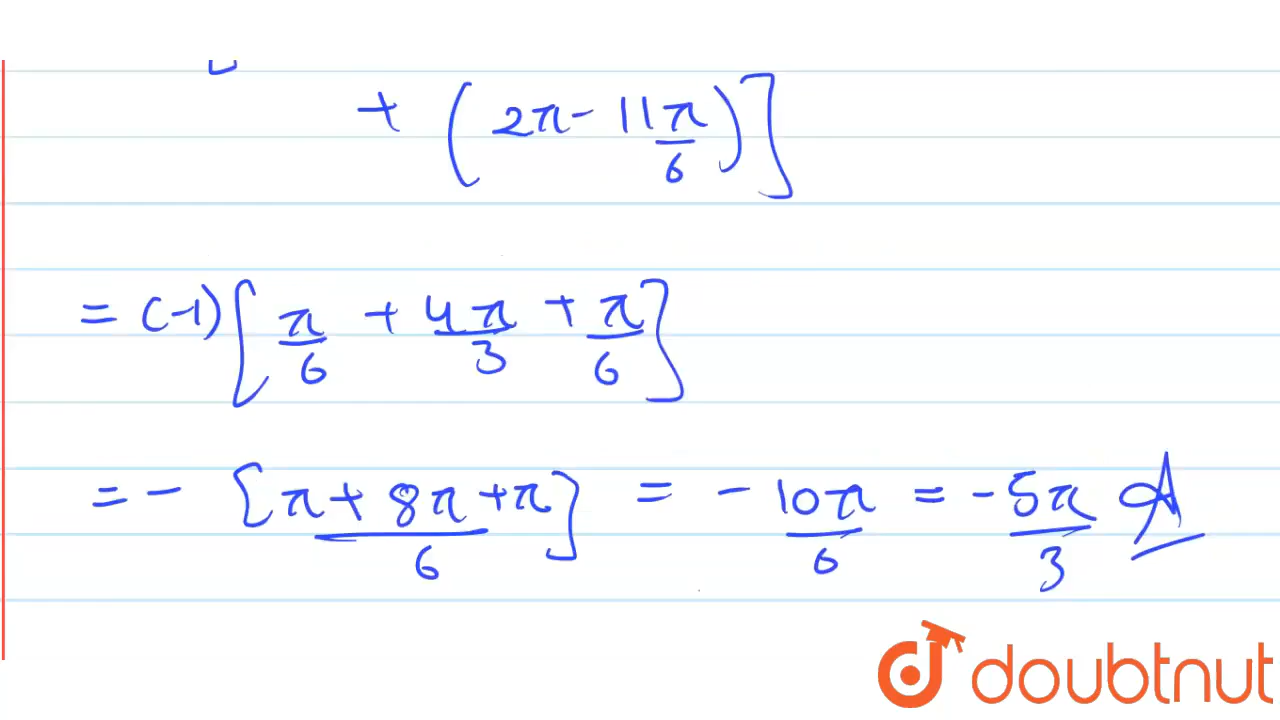 + (2π - 11π/6)]
= (-1)[π/6 + 4π/3 + π/6]
= - [π + 8π + π/6] = - 10π/6 = - 5π/3 A
doubtnut